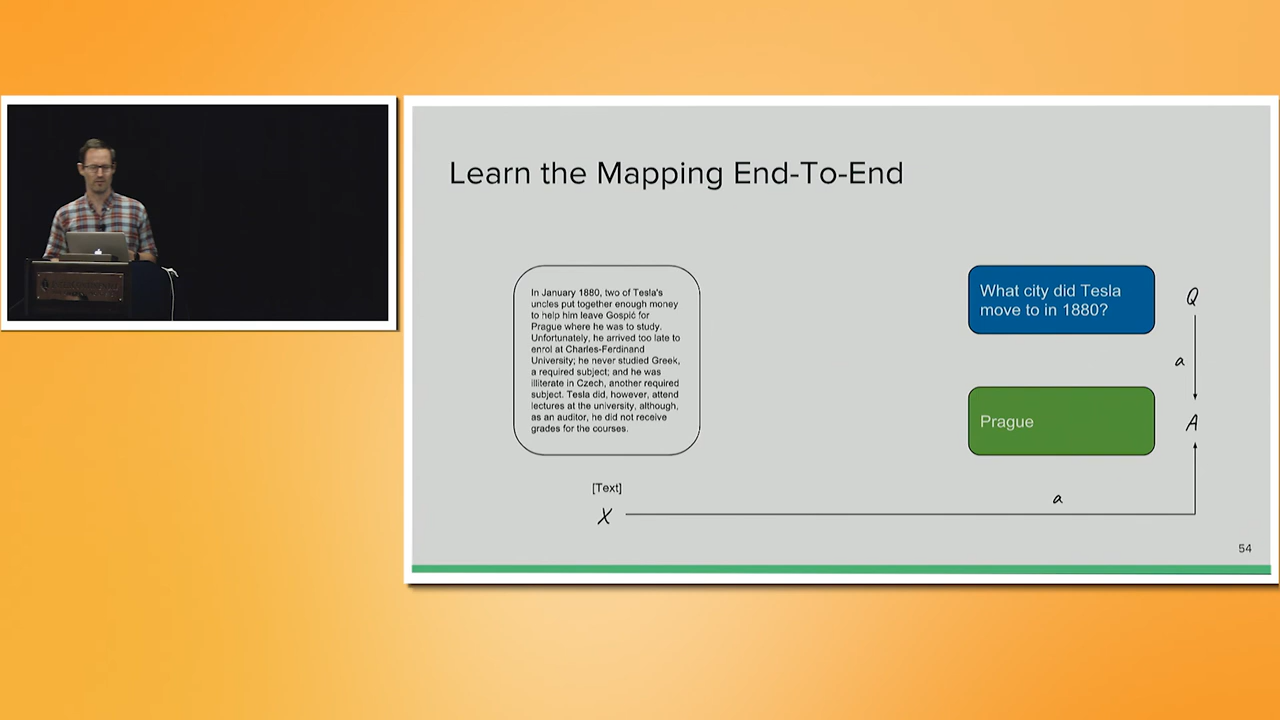 Learn the Mapping End-To-End
In January 1880, two of Tesla's
uncles put together enough money
to help him leave Gospić for
Prague where he was to study.
Unfortunately, he arrived too late to
enrol at Charles-Ferdinand
University; he never studied Greek,
a required subject; and he was
illiterate in Czech, another required
subject. Tesla did, however, attend
lectures at the university, although,
as an auditor, he did not receive
grades for the courses.
[Text]
X
What city did Tesla
move to in 1880?
Q
a
Prague
A
a
54